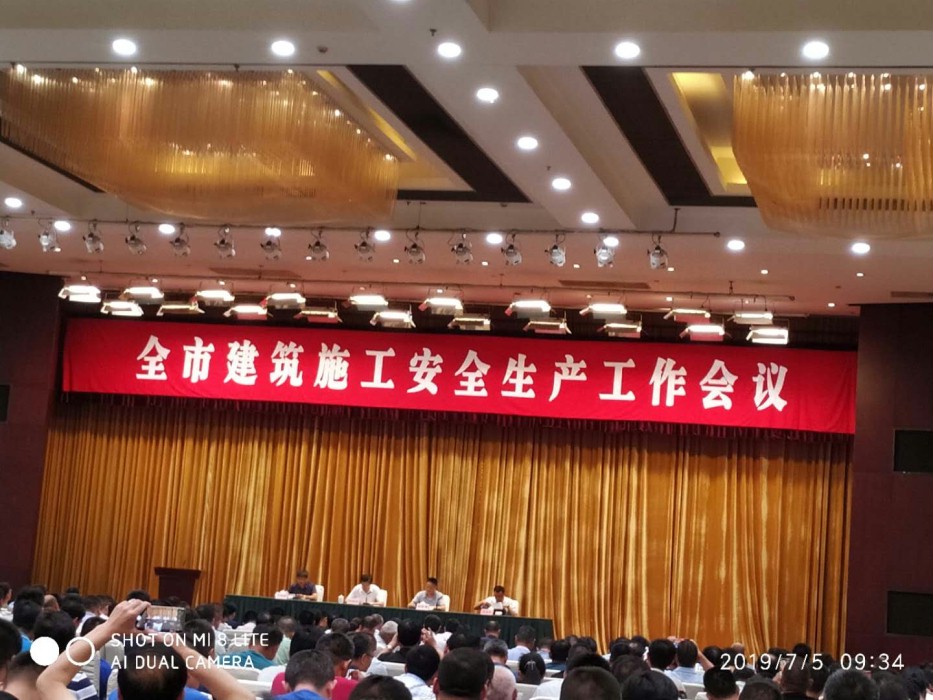 全市建筑施工安全生产工作会议
SHOT ON MI 8 LITE
AI DUAL CAMERA
2019/7/5 09:34